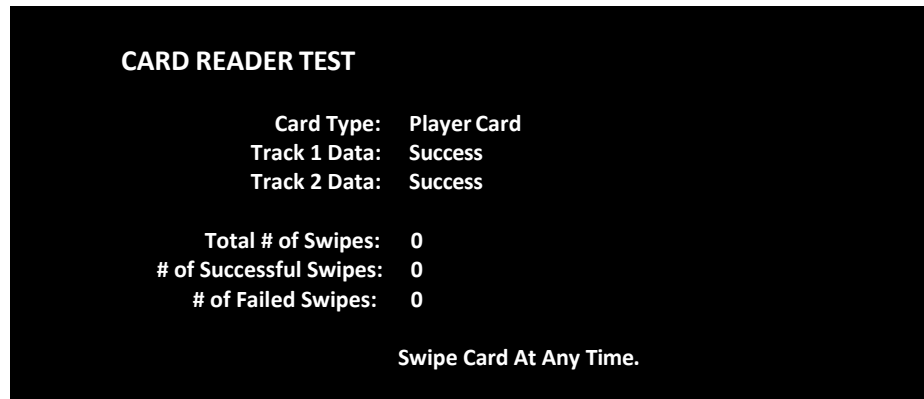 CARD READER TEST
Card Type: Player Card
Track 1 Data: Success
Track 2 Data: Success
Total # of Swipes: 0
# of Successful Swipes: 0
# of Failed Swipes: 0
Swipe Card At Any Time.